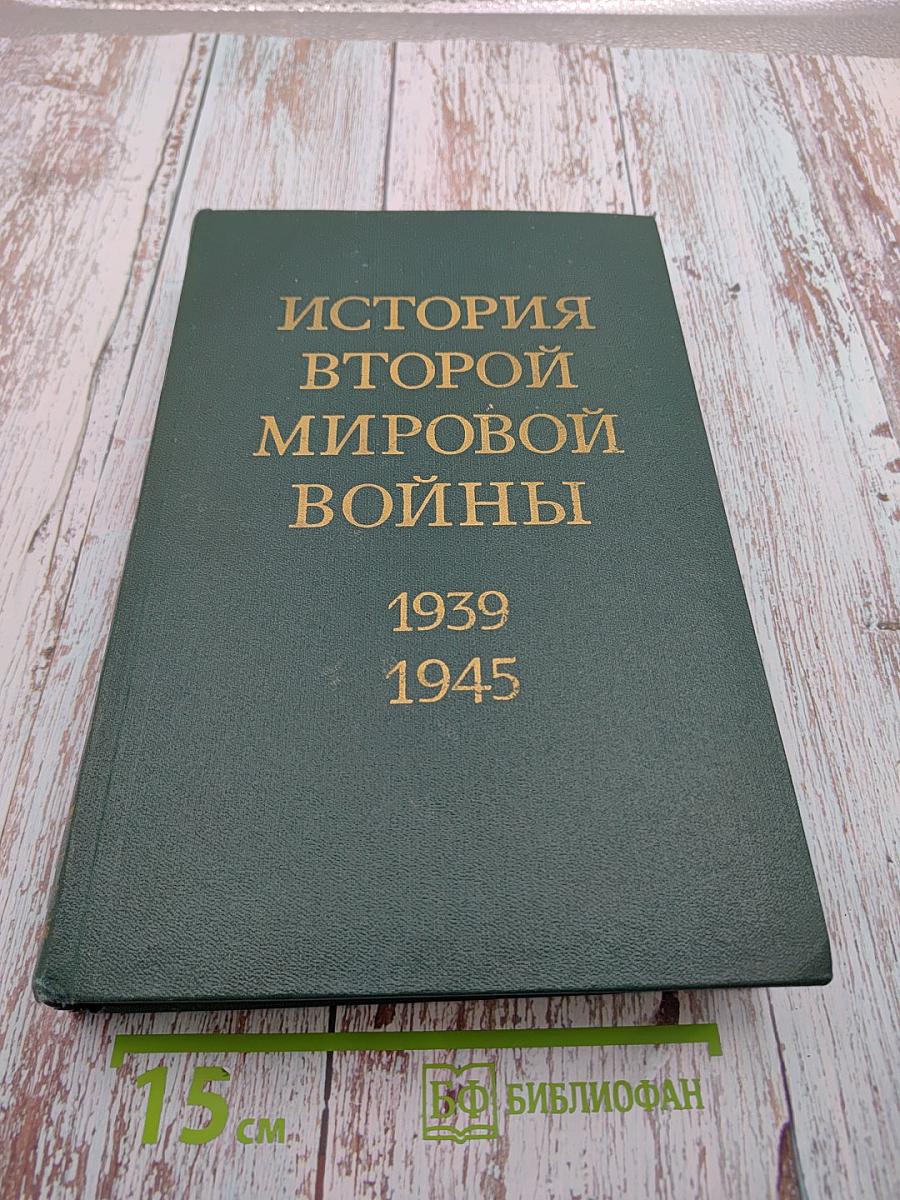 ИСТОРИЯ
ВТОРОЙ
МИРОВОЙ
ВОЙНЫ
1939
1945
15 см
БФ БИБЛИОФАН